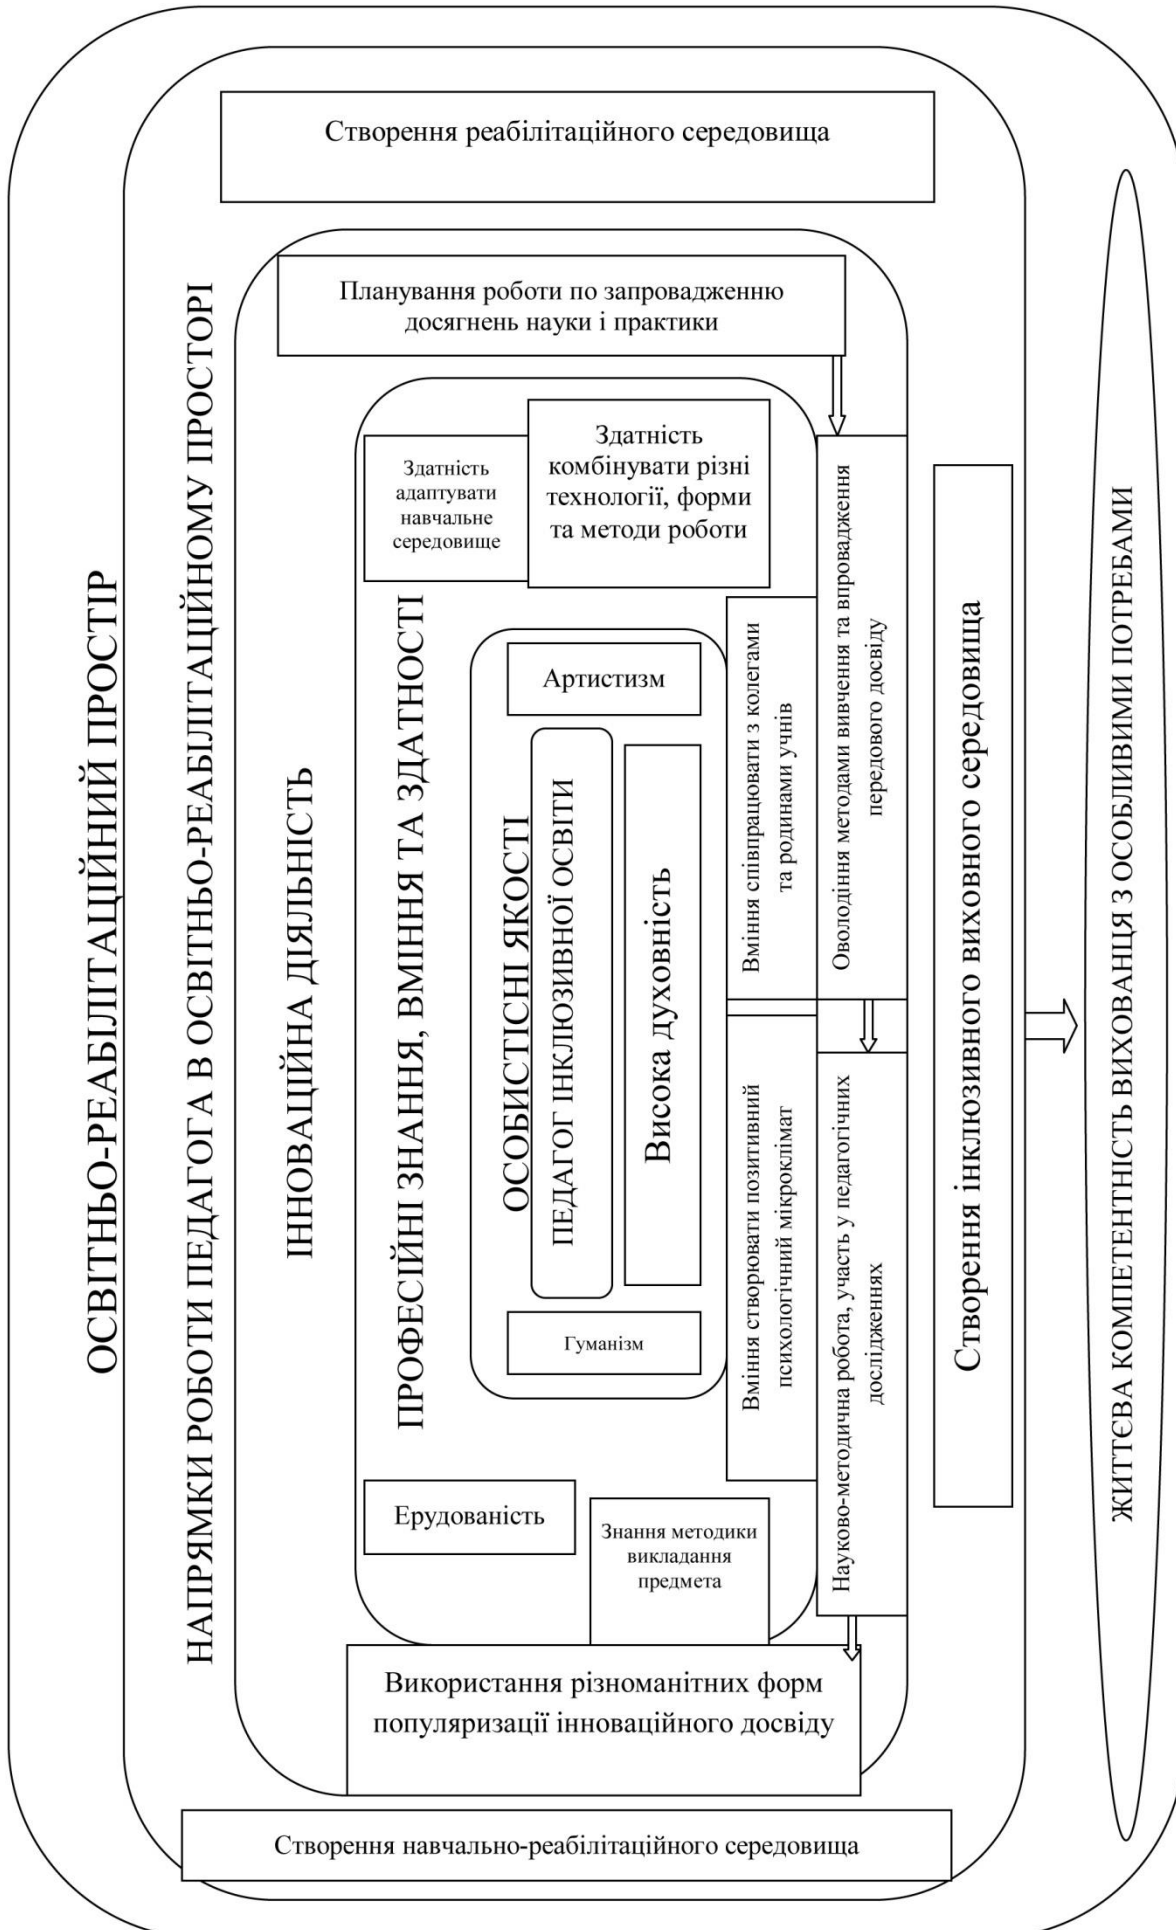 ОСВІТНЬО-РЕАБІЛІТАЦІЙНИЙ ПРОСТІР
НАПРЯМКИ РОБОТИ ПЕДАГОГА В ОСВІТНЬО-РЕАБІЛІТАЦІЙНОМУ ПРОСТОРІ
Створення реабілітаційного середовища
ІННОВАЦІЙНА ДІЯЛЬНІСТЬ
Планування роботи по запровадженню
досягнень науки і практики
ПРОФЕСІЙНІ ЗНАННЯ, ВМІННЯ ТА ЗДАТНОСТІ
Здатність
адаптувати
навчальне
середовище
Здатність
комбінувати різні
технології, форми
та методи роботи
ОСОБИСТІСНІ ЯКОСТІ
Артистизм
ПЕДАГОГ ІНКЛЮЗИВНОЇ ОСВІТИ
Висока духовність
Гуманізм
Вміння співпрацювати з колегами
та родинами учнів
Вміння створювати позитивний
психологічний мікроклімат
Ерудованість
Знання методики
викладання
предмета
Оволодіння методами вивчення та впровадження
передового досвіду
Науково-методична робота, участь у педагогічних
дослідженнях
Використання різноманітних форм
популяризації інноваційного досвіду
Створення інклюзивного виховного середовища
Створення навчально-реабілітаційного середовища
ЖИТТЄВА КОМПЕТЕНТНІСТЬ ВИХОВАНЦЯ З ОСОБЛИВИМИ ПОТРЕБАМИ